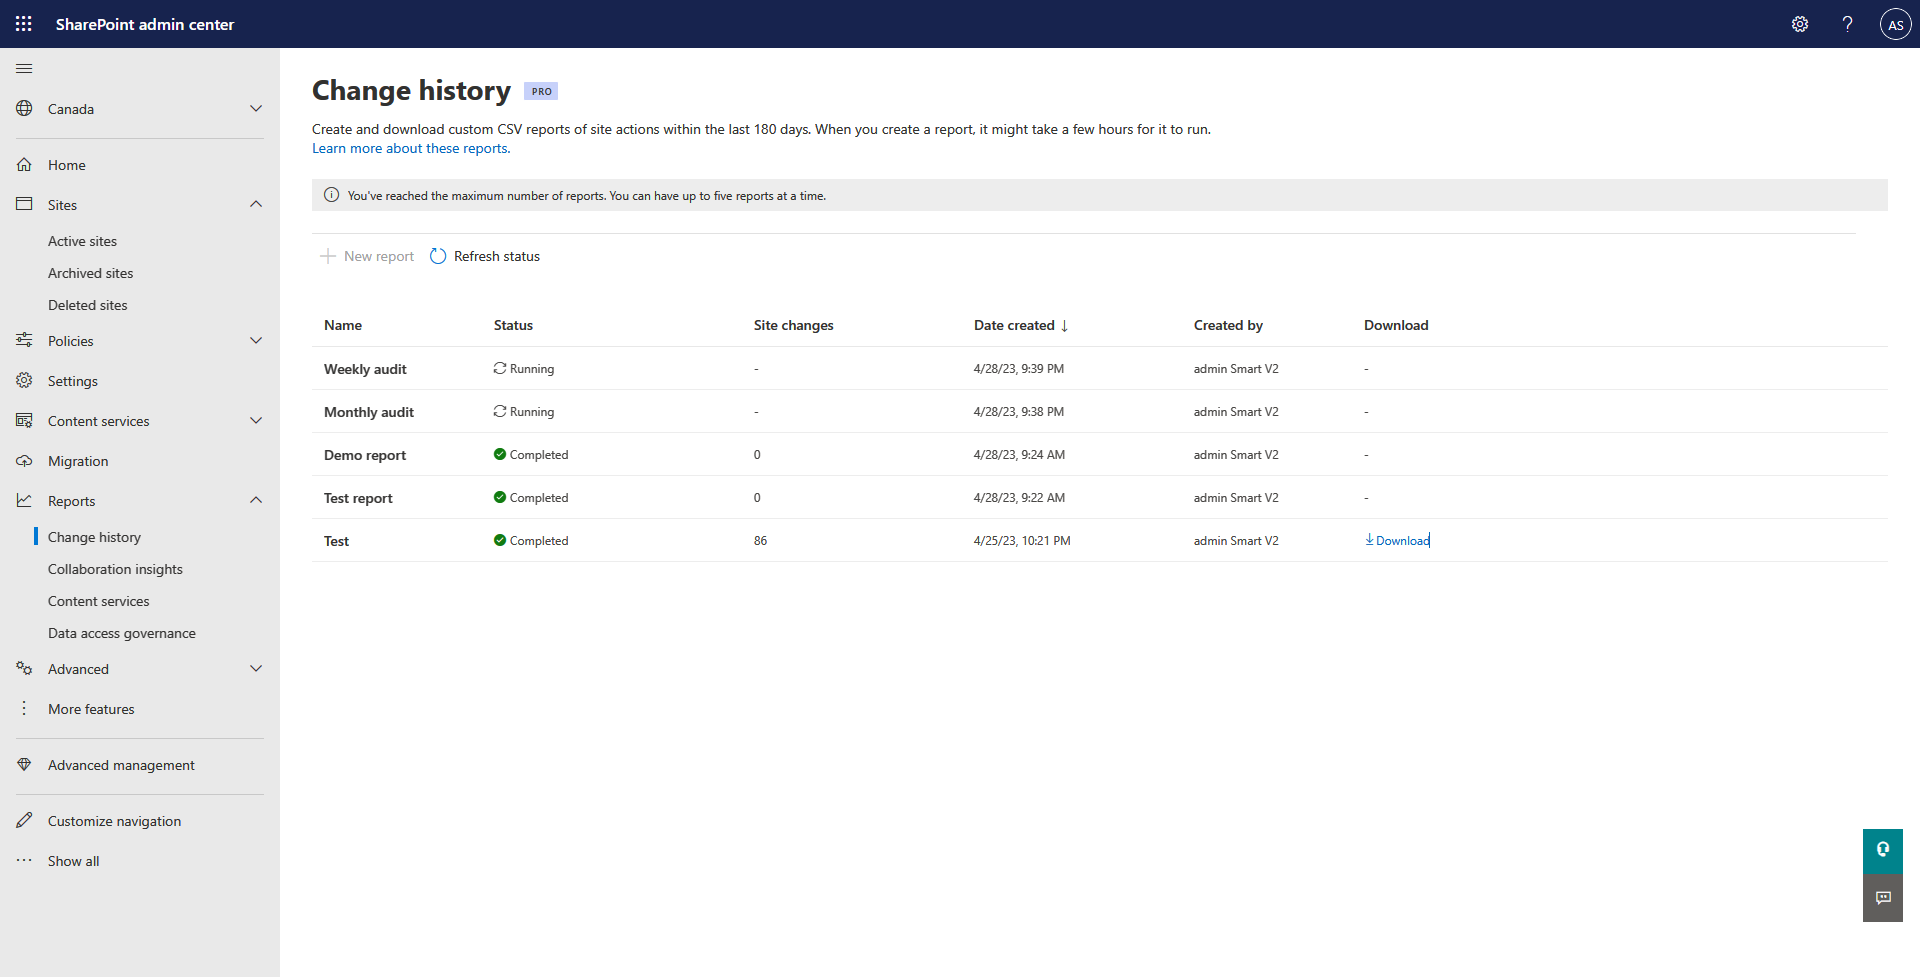 SharePoint admin center
AS
Canada
Home
Sites
Active sites
Archived sites
Deleted sites
Policies
Settings
Content services
Migration
Reports
Change history
Collaboration insights
Content services
Data access governance
Advanced
More features
Advanced management
Customize navigation
Show all
Change history PRO
Create and download custom CSV reports of site actions within the last 180 days. When you create a report, it might take a few hours for it to run.
Learn more about these reports.
You've reached the maximum number of reports. You can have up to five reports at a time.
New report Refresh status
Name Status Site changes Date created ↓ Created by Download
Weekly audit Running - 4/28/23, 9:39 PM admin Smart V2 -
Monthly audit Running - 4/28/23, 9:38 PM admin Smart V2 -
Demo report Completed 0 4/28/23, 9:24 AM admin Smart V2 -
Test report Completed 0 4/28/23, 9:22 AM admin Smart V2 -
Test Completed 86 4/25/23, 10:21 PM admin Smart V2 Download